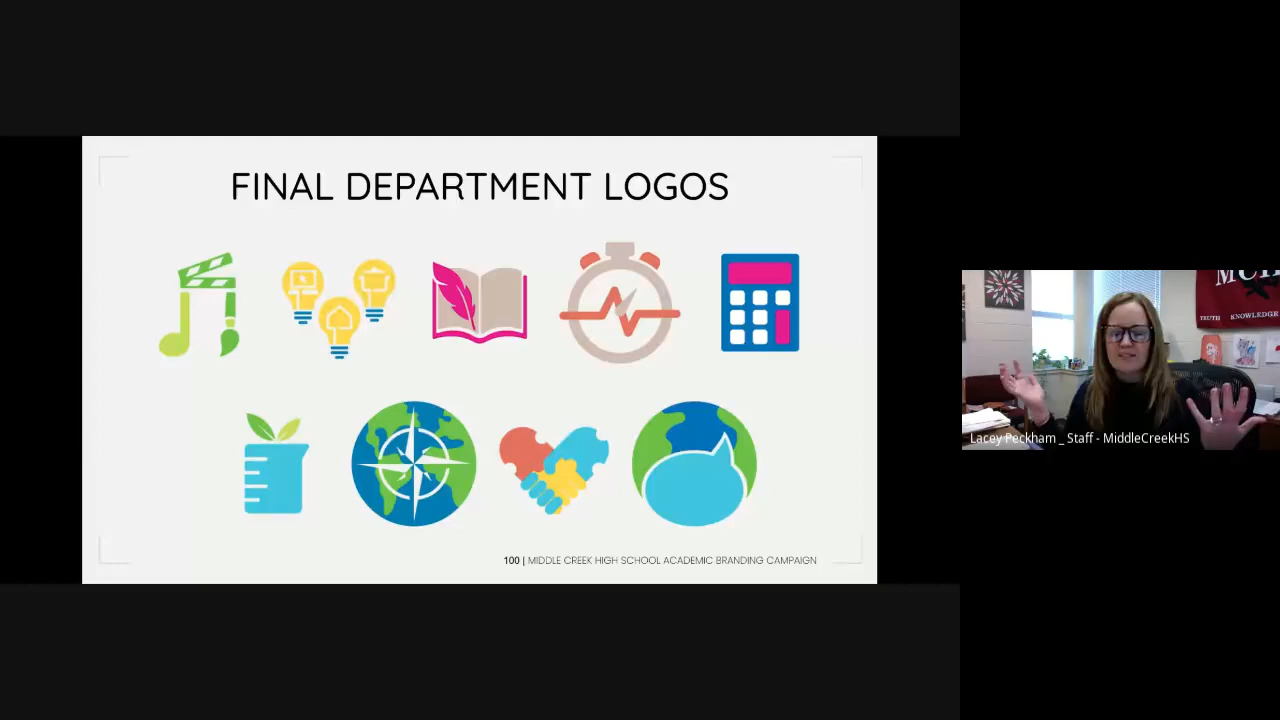 FINAL DEPARTMENT LOGOS
100 | MIDDLE CREEK HIGH SCHOOL ACADEMIC BRANDING CAMPAIGN
TRUTH KNOWLEDGE
Lacey Peckham _ Staff - MiddleCreekHS